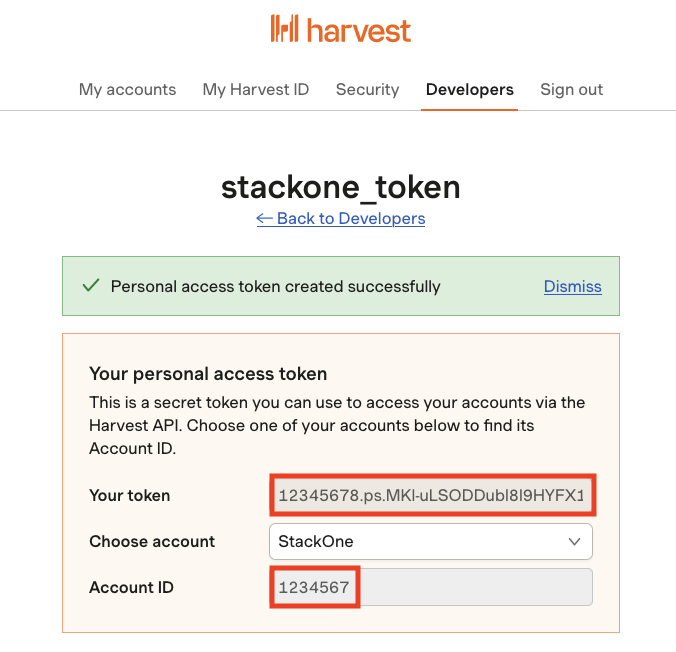 harvest
My accounts My Harvest ID Security Developers Sign out
stackone_token
← Back to Developers
Personal access token created successfully Dismiss
Your personal access token
This is a secret token you can use to access your accounts via the
Harvest API. Choose one of your accounts below to find its
Account ID.
Your token 12345678.ps.MKl-uLSODDubl8l9HYFX1
Choose account StackOne
Account ID 1234567